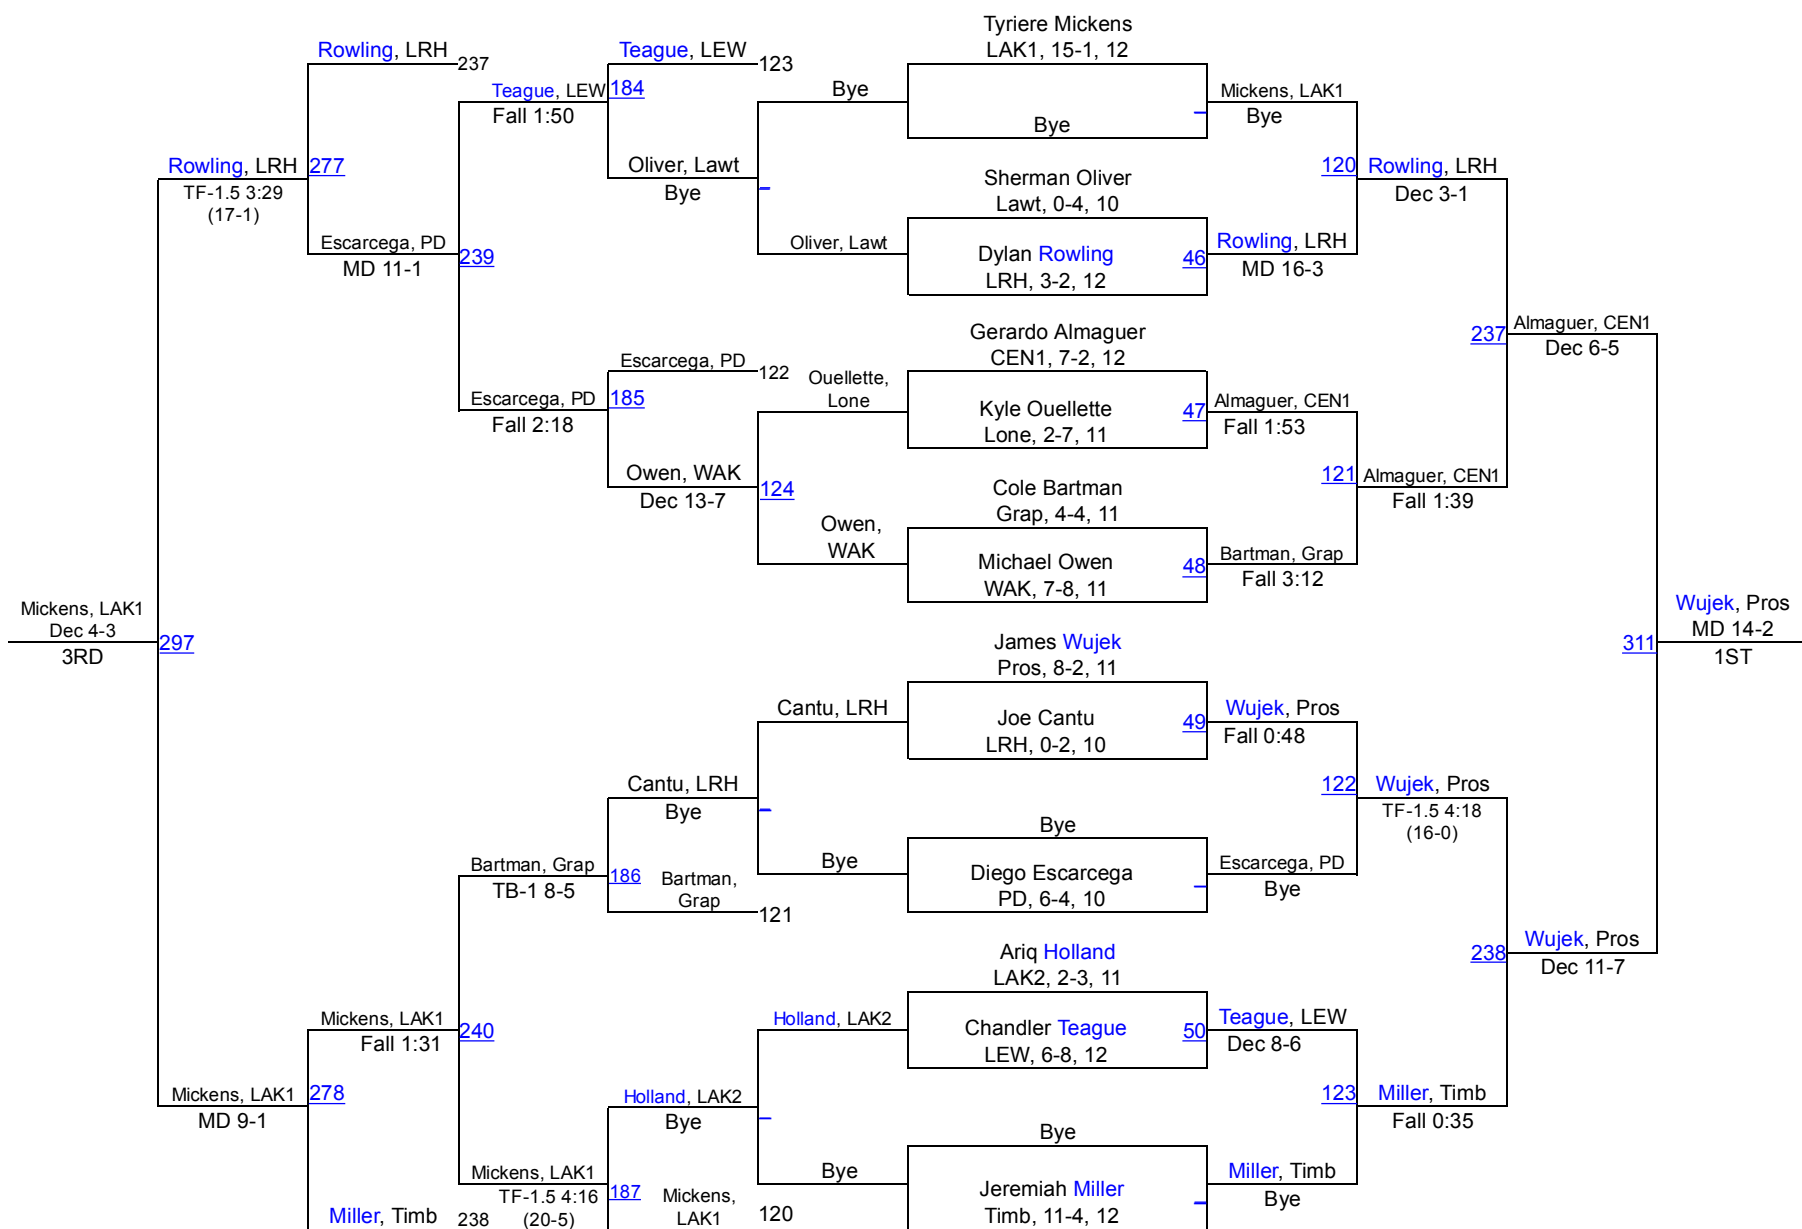 Tyriere Mickens
LAK1, 15-1, 12
Rowling, LRH
237
Teague, LEW
123
Teague, LEW
184
Fall 1:50
Bye
Bye
Mickens, LAK1
Bye
Rowling, LRH
277
TF-1.5 3:29
(17-1)
Oliver, Lawt
Bye
Sherman Oliver
Lawt, 0-4, 10
120
Rowling, LRH
Dec 3-1
Escarcega, PD
MD 11-1
239
Oliver, Lawt
Dylan Rowling
LRH, 3-2, 12
46
Rowling, LRH
MD 16-3
Gerardo Almaguer
CEN1, 7-2, 12
237
Almaguer, CEN1
Dec 6-5
Escarcega, PD
122
Ouellette,
Lone
Escarcega, PD
185
Fall 2:18
Kyle Ouellette
Lone, 2-7, 11
47
Almaguer, CEN1
Fall 1:53
Owen, WAK
Dec 13-7
124
Cole Bartman
Grap, 4-4, 11
121
Almaguer, CEN1
Fall 1:39
Owen,
WAK
Michael Owen
WAK, 7-8, 11
48
Bartman, Grap
Fall 3:12
Mickens, LAK1
Dec 4-3
3RD
297
James Wujek
Pros, 8-2, 11
311
Wujek, Pros
MD 14-2
1ST
Cantu, LRH
Joe Cantu
LRH, 0-2, 10
49
Wujek, Pros
Fall 0:48
Cantu, LRH
Bye
Bye
122
Wujek, Pros
TF-1.5 4:18
(16-0)
Bartman, Grap
TB-1 8-5
186
Bartman,
Grap
121
Bye
Diego Escarcega
PD, 6-4, 10
Escarcega, PD
Bye
Ariq Holland
LAK2, 2-3, 11
238
Wujek, Pros
Dec 11-7
Mickens, LAK1
Fall 1:31
240
Holland, LAK2
Chandler Teague
LEW, 6-8, 12
50
Teague, LEW
Dec 8-6
Mickens, LAK1
MD 9-1
278
Holland, LAK2
Bye
Bye
123
Miller, Timb
Fall 0:35
Mickens, LAK1
TF-1.5 4:16
(20-5)
187
Mickens,
LAK1
120
Bye
Jeremiah Miller
Timb, 11-4, 12
Miller, Timb
Bye
Miller, Timb
238